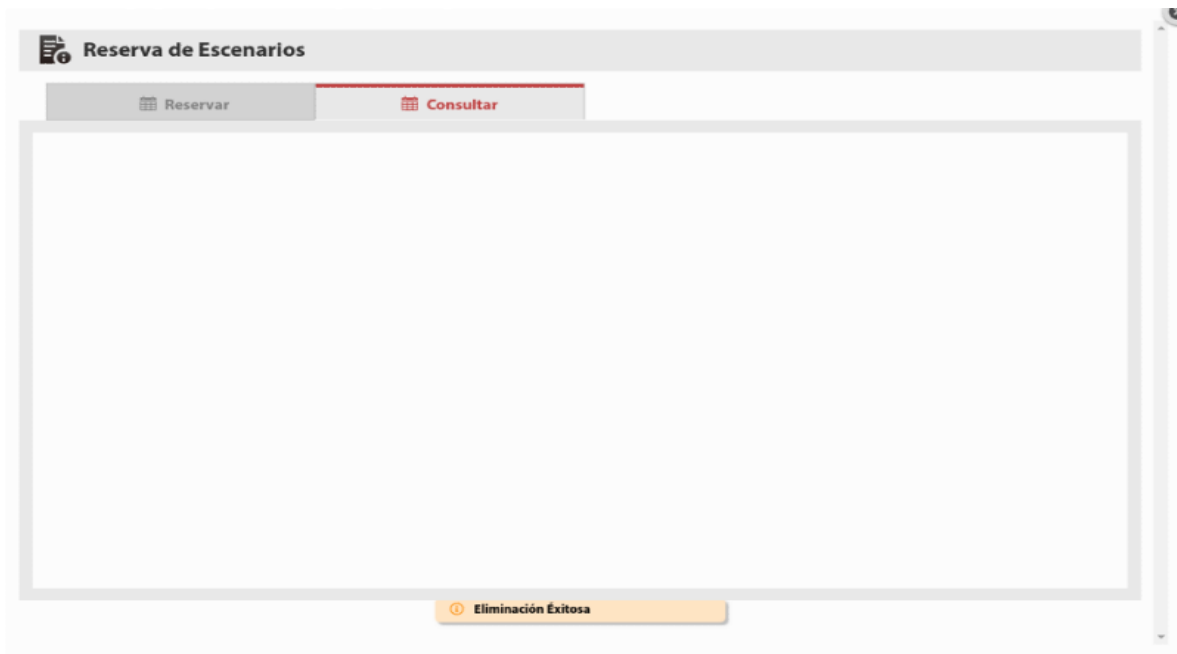 Reserva de Escenarios
Reservar
Consultar
Eliminación Éxitosa